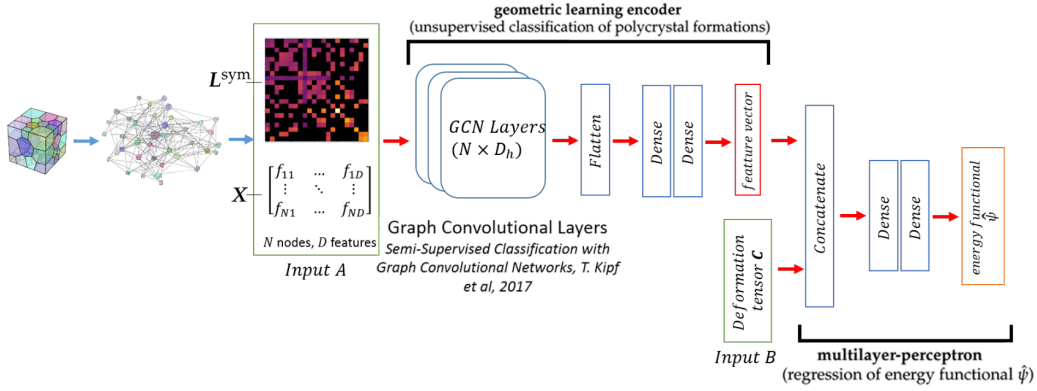 geometric learning encoder
(unsupervised classification of polycrystal formations)
L^sym
X
f_11 ... f_1D
⋮ ⋱ ⋮
f_N1 ... f_ND
N nodes, D features
Input A
GCN Layers
(N × D_h)
Graph Convolutional Layers
Semi-Supervised Classification with
Graph Convolutional Networks, T. Kipf
et al, 2017
Flatten
Dense
Dense
feartture vector
Deformation
tensor C
Input B
Concatenate
Dense
Dense
energy functional
ψ̂
multilayer-perceptron
(regression of energy functional ψ̂)